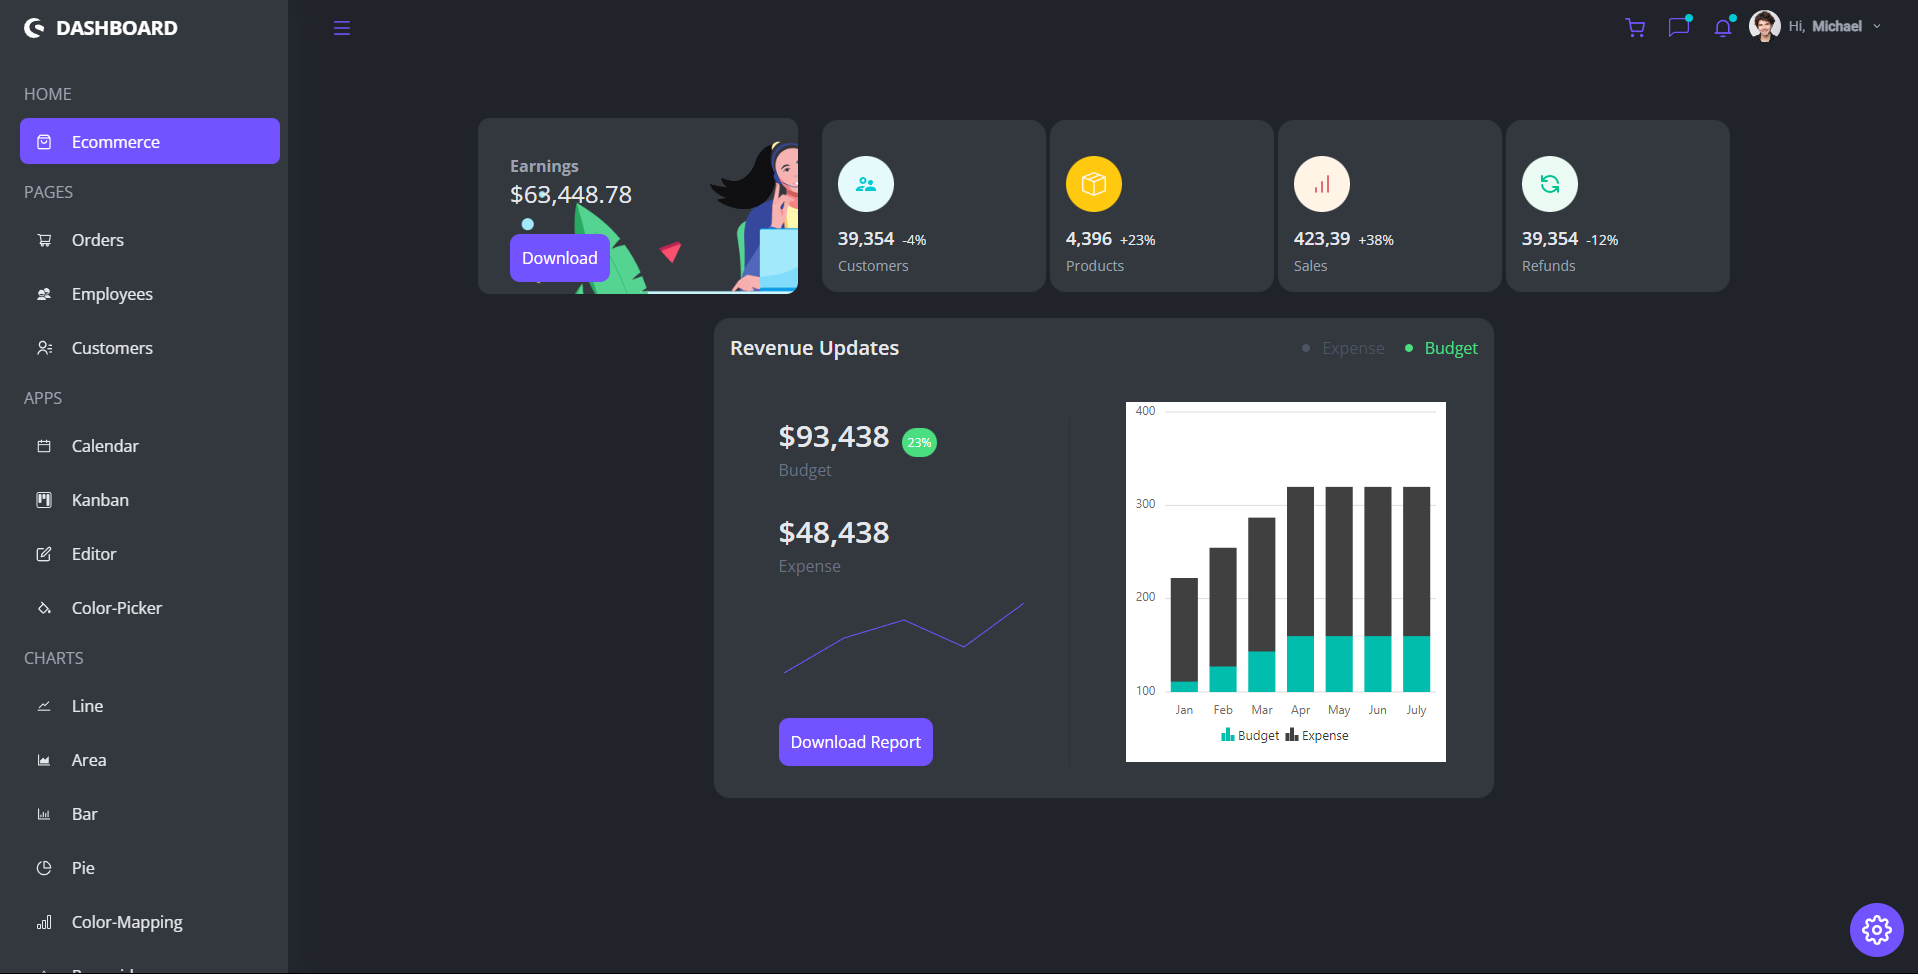 DASHBOARD
Hi, Michael
HOME
Ecommerce
PAGES
Orders
Employees
Customers
APPS
Calendar
Kanban
Editor
Color-Picker
CHARTS
Line
Area
Bar
Pie
Color-Mapping
Earnings
$63,448.78
Download
39,354 -4%
Customers
4,396 +23%
Products
423,39 +38%
Sales
39,354 -12%
Refunds
Revenue Updates
Expense
Budget
$93,438 23%
Budget
$48,438
Expense
Download Report
400
300
200
100
Jan Feb Mar Apr May Jun July
Budget Expense